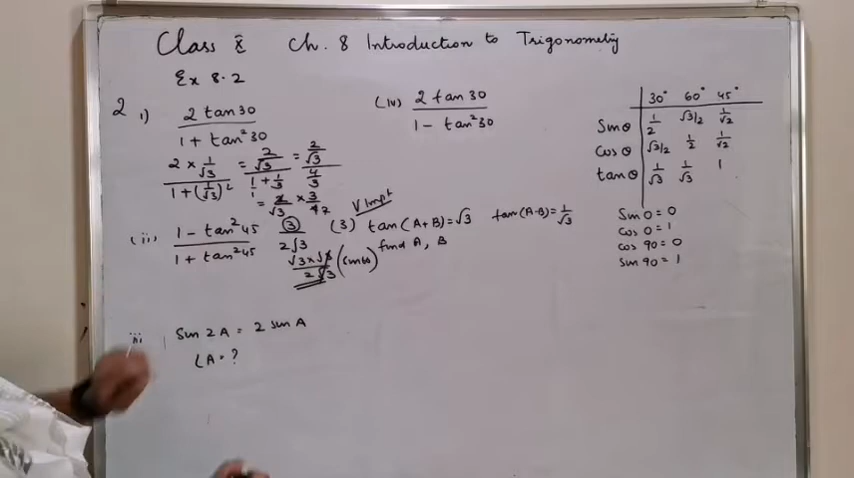 Class X Ch. 8 Introduction to Trigonometry
Ex 8.2
2 i) 2 tan 30 / 1 + tan² 30
2 × 1/√3 / 1 + (1/√3)² = 2/√3 / 1/1 + 1/3 = 2/√3 / 4/3
= 2/√3 × 3/4 2
3 / 2√3
√3 × √3 / 2√3 (sin 60)
(iv) 2 tan 30 / 1 - tan² 30
(ii) 1 - tan² 45 / 1 + tan² 45
V Impt
(3) tan (A+B) = √3 tan (A-B) = 1/√3
find A, B
iii Sin 2A = 2 sin A
∠A = ?
30° 60° 45°
Sin θ 1/2 √3/2 1/√2
Cos θ √3/2 1/2 1/√2
tan θ 1/√3 1/√3 1
Sin 0 = 0
Cos 0 = 1
Cos 90 = 0
Sin 90 = 1